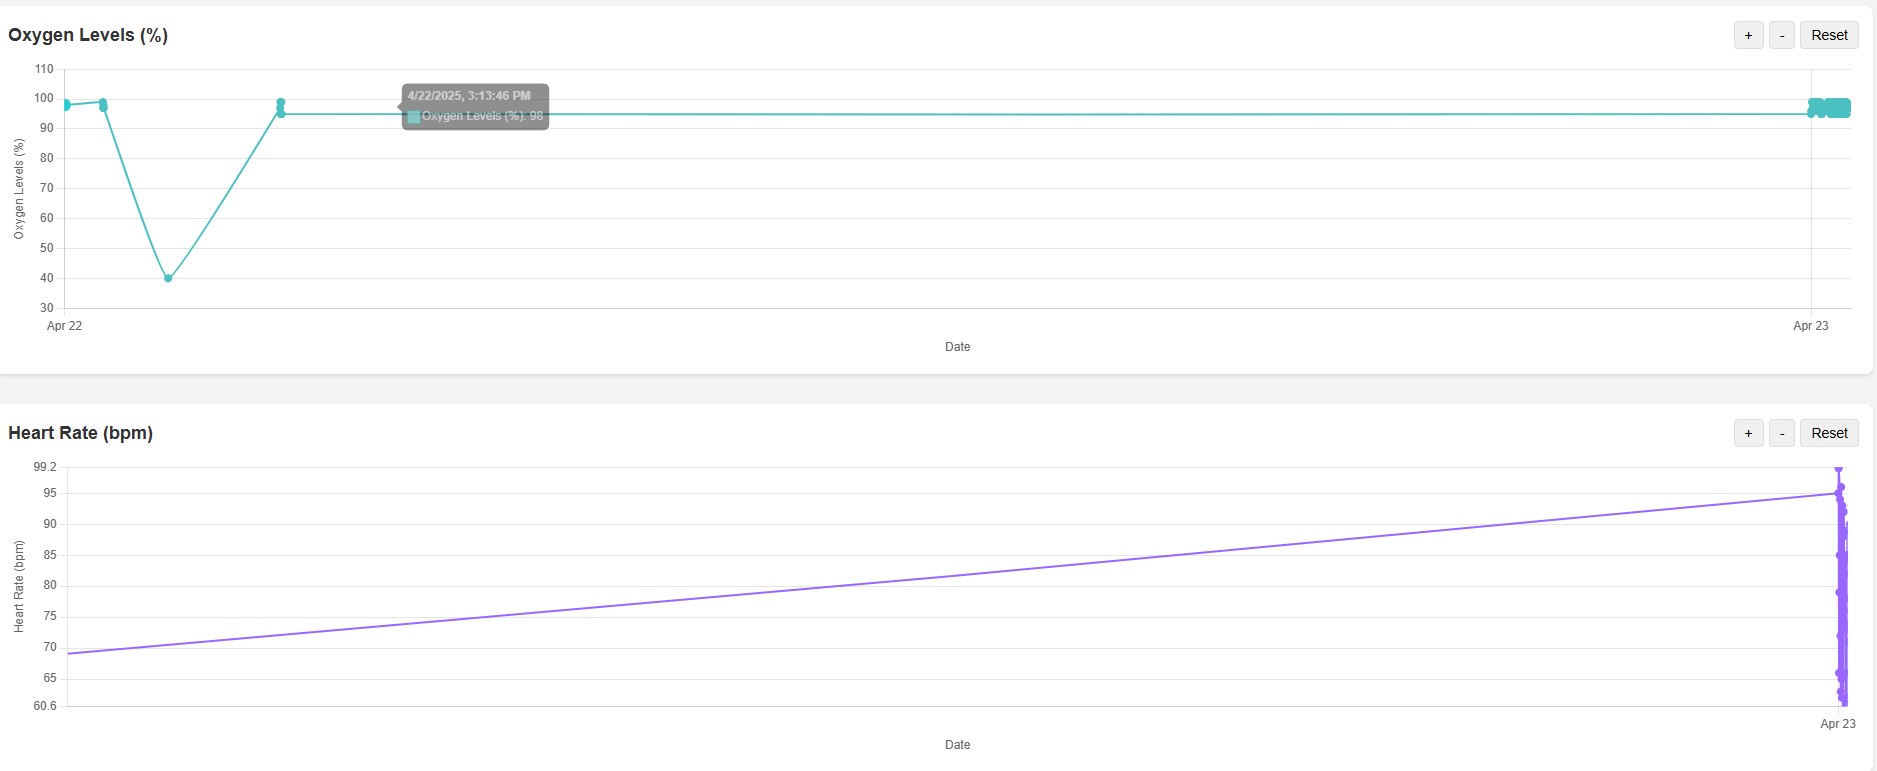 Oxygen Levels (%)
+
-
Reset
110
100
90
80
70
60
50
40
30
Oxygen Levels (%)
4/22/2025, 3:13:46 PM
Oxygen Levels (%): 98
Apr 22
Apr 23
Date
Heart Rate (bpm)
+
-
Reset
99.2
95
90
85
80
75
70
65
60.6
Heart Rate (bpm)
Apr 23
Date